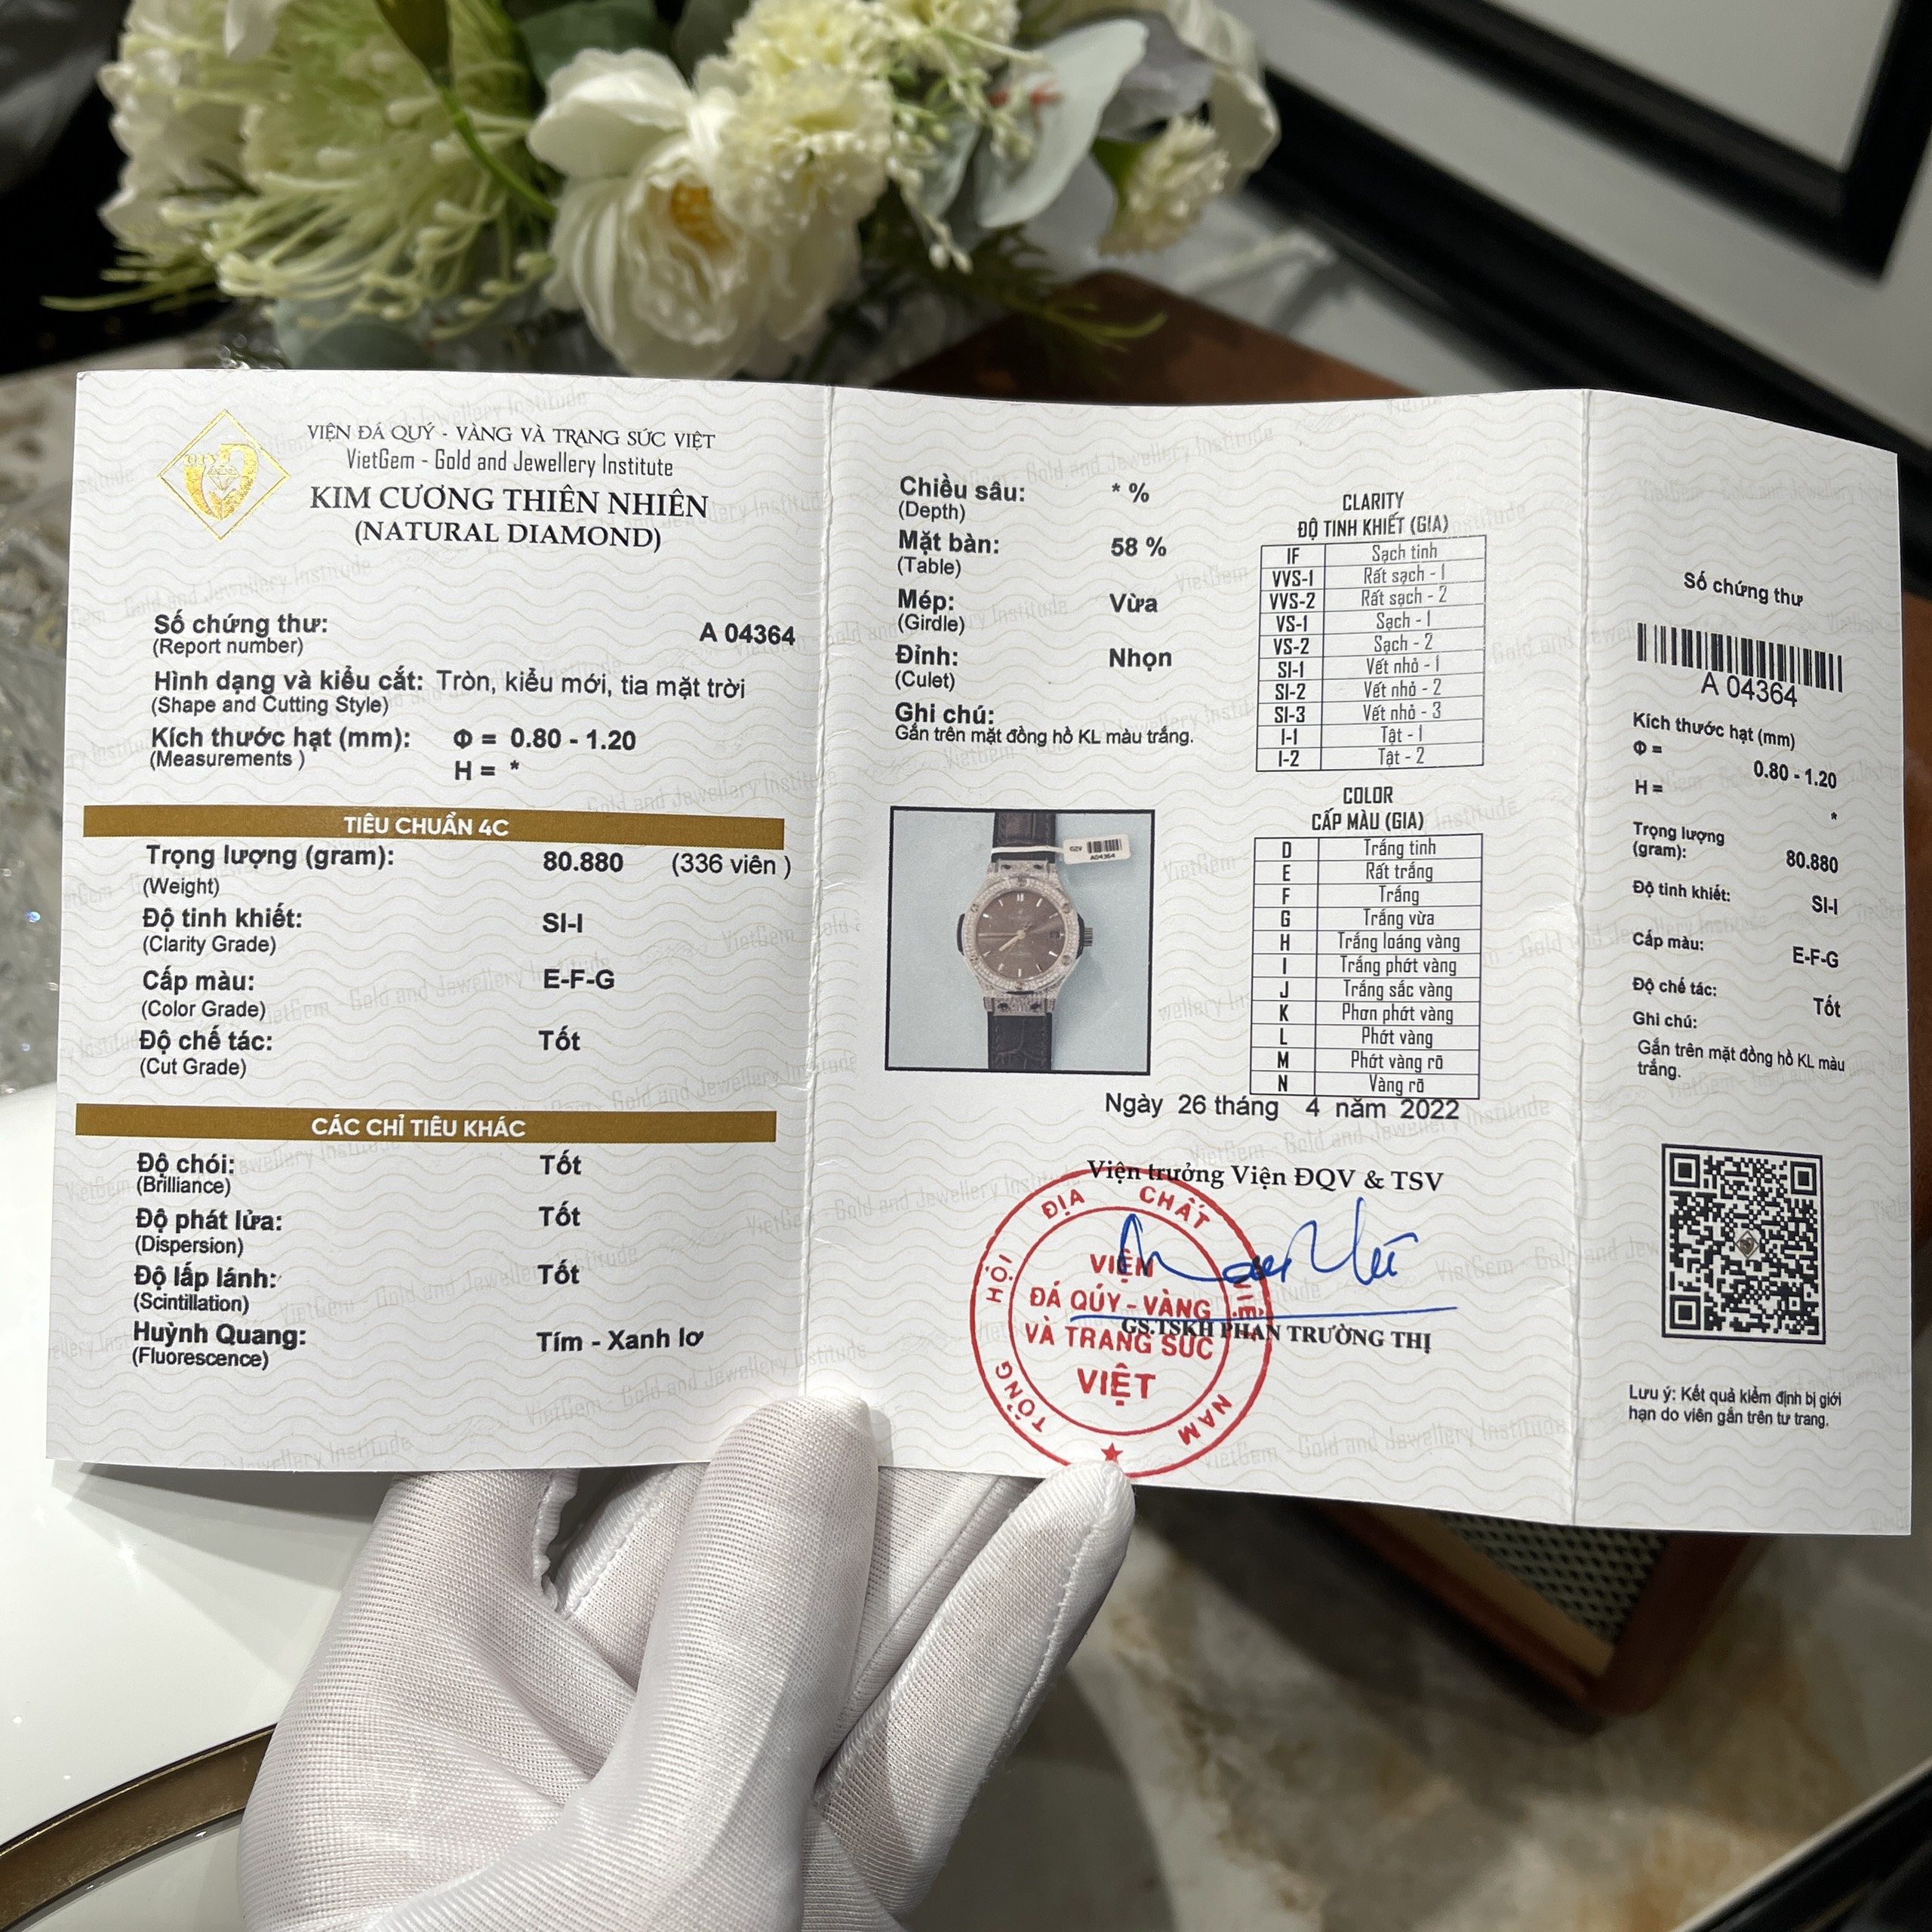 VIỆN ĐÁ QUÝ - VÀNG VÀ TRANG SỨC VIỆT
VietGem - Gold and Jewellery Institute
KIM CƯƠNG THIÊN NHIÊN
(NATURAL DIAMOND)
Số chứng thư: A 04364
(Report number)
Hình dạng và kiểu cắt: Tròn, kiểu mới, tia mặt trời
(Shape and Cutting Style)
Kích thước hạt (mm): Φ = 0.80 - 1.20
(Measurements ) H = *
TIÊU CHUẨN 4C
Trọng lượng (gram): 80.880 (336 viên )
(Weight)
Độ tinh khiết: SI-I
(Clarity Grade)
Cấp màu: E-F-G
(Color Grade)
Độ chế tác: Tốt
(Cut Grade)
CÁC CHỈ TIÊU KHÁC
Độ chói: Tốt
(Brilliance)
Độ phát lửa: Tốt
(Dispersion)
Độ lấp lánh: Tốt
(Scintillation)
Huỳnh Quang: Tím - Xanh lơ
(Fluorescence)
Chiều sâu: * %
(Depth)
Mặt bàn: 58 %
(Table)
Mép: Vừa
(Girdle)
Đỉnh: Nhọn
(Culet)
Ghi chú:
Gắn trên mặt đồng hồ KL màu trắng.
A04364
CLARITY
ĐỘ TINH KHIẾT (GIA)
IF Sạch tinh
VVS-1 Rất sạch - 1
VVS-2 Rất sạch - 2
VS-1 Sạch - 1
VS-2 Sạch - 2
SI-1 Vết nhỏ - 1
SI-2 Vết nhỏ - 2
SI-3 Vết nhỏ - 3
I-1 Tật - 1
I-2 Tật - 2
COLOR
CẤP MÀU (GIA)
D Trắng tinh
E Rất trắng
F Trắng
G Trắng vừa
H Trắng loáng vàng
I Trắng phớt vàng
J Trắng sắc vàng
K Phơn phớt vàng
L Phớt vàng
M Phớt vàng rõ
N Vàng rõ
Ngày 26 tháng 4 năm 2022
Viện trưởng Viện ĐQV & TSV
GS.TSKH PHAN TRƯỜNG THỊ
TỔNG HỘI ĐỊA CHẤT VIỆT NAM
VIỆN
ĐÁ QUÝ - VÀNG
VÀ TRANG SỨC
VIỆT
Số chứng thư
A 04364
Kích thước hạt (mm)
Φ = 0.80 - 1.20
H = *
Trọng lượng
(gram): 80.880
Độ tinh khiết: SI-I
Cấp màu: E-F-G
Độ chế tác: Tốt
Ghi chú:
Gắn trên mặt đồng hồ KL màu
trắng.
Lưu ý: Kết quả kiểm định bị giới
hạn do viên gắn trên tư trang.